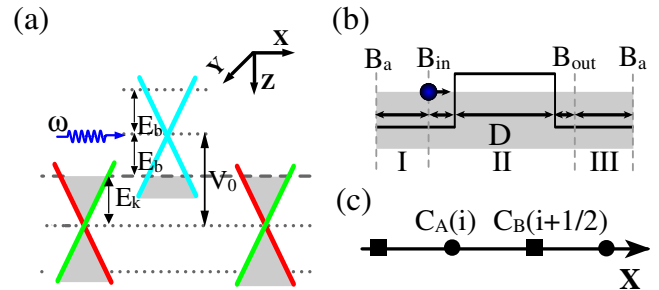 (a)
X
Y
Z
ω
E_b
E_b
V_0
E_k
(b)
B_a B_in B_out B_a
D
I II III
(c)
C_A(i) C_B(i+1/2)
X